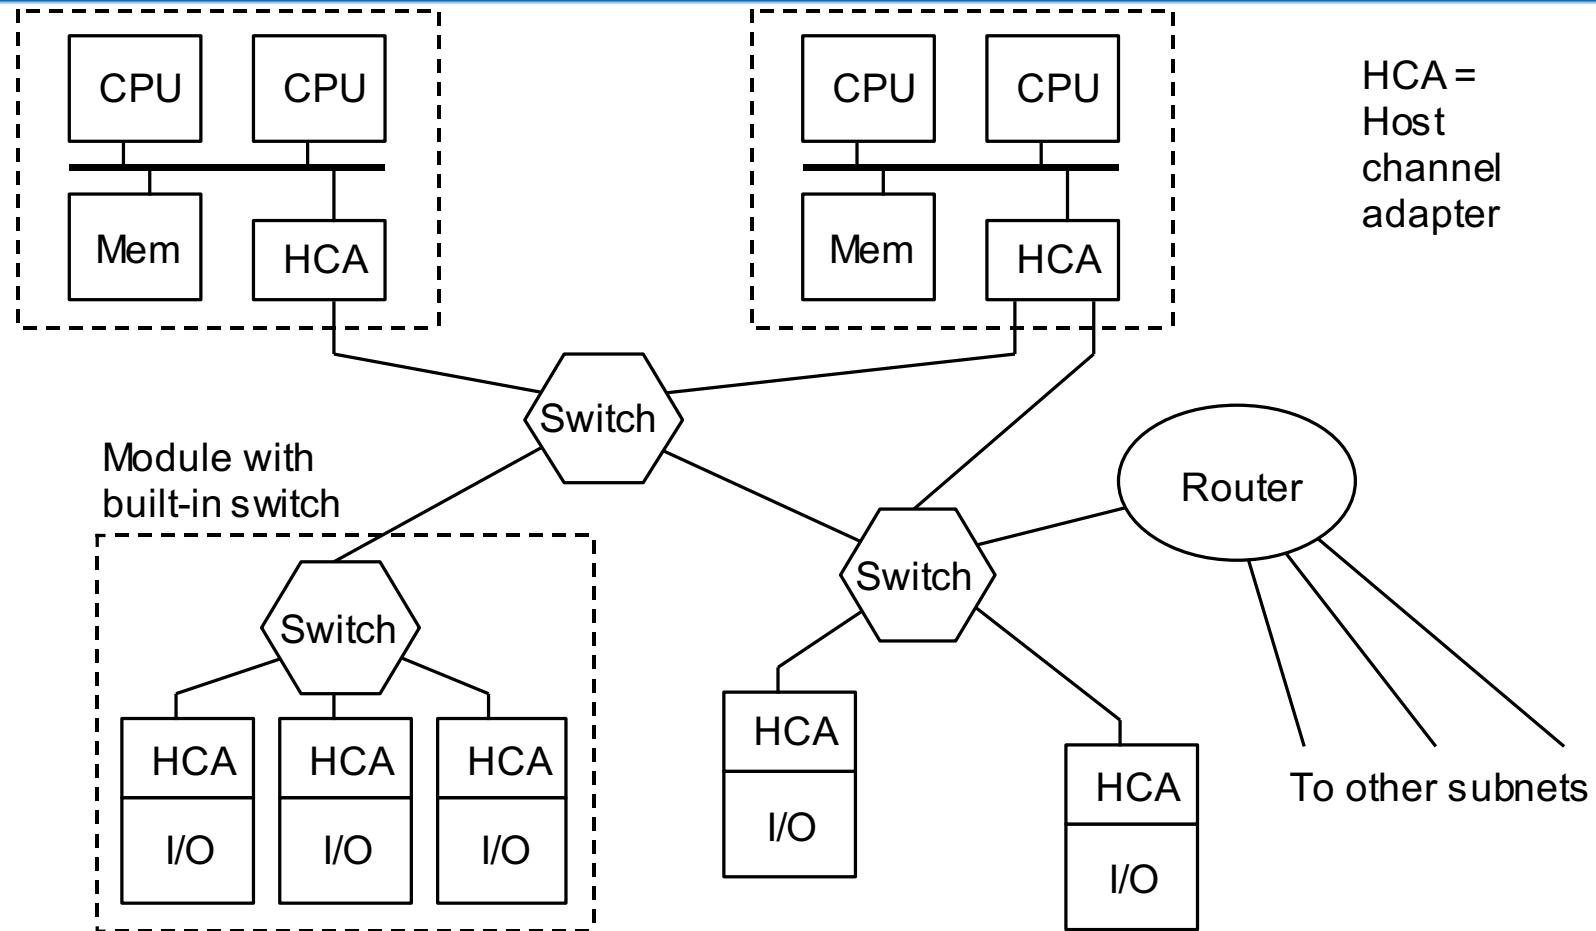 CPU
CPU
Mem
HCA
CPU
CPU
Mem
HCA
HCA =
Host
channel
adapter
Switch
Module with
built-in switch
Switch
HCA
I/O
HCA
I/O
HCA
I/O
Switch
HCA
I/O
HCA
I/O
Router
To other subnets